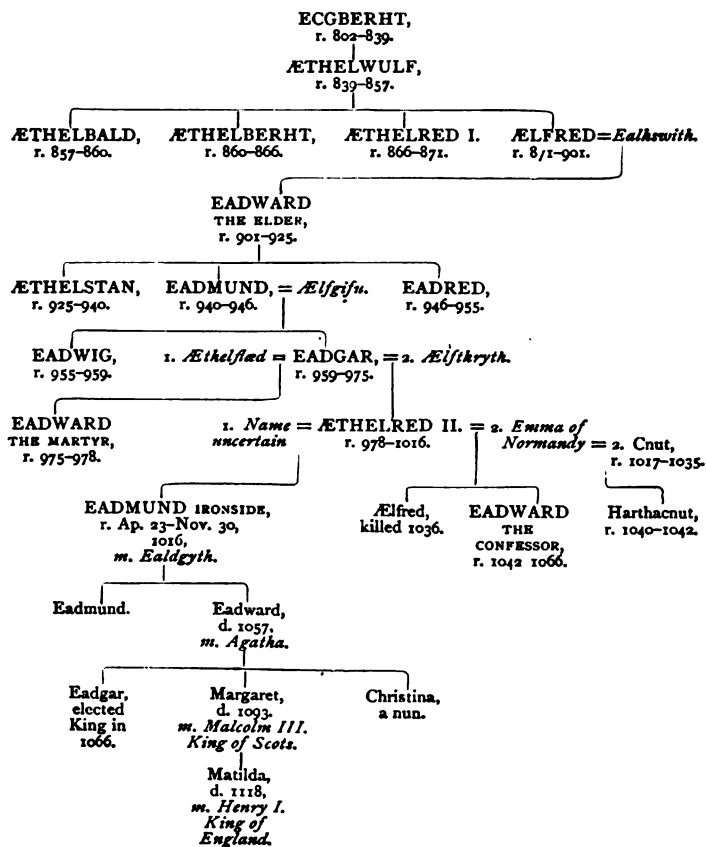 ECGBERHT,
r. 802–839.
ÆTHELWULF,
r. 839–857.
ÆTHELBALD,
r. 857–860.
ÆTHELBERHT,
r. 860–866.
ÆTHELRED I.
r. 866–871.
ÆLFRED=Ealhswith.
r. 871–901.
EADWARD
THE ELDER,
r. 901–925.
ÆTHELSTAN,
r. 925–940.
EADMUND, = Ælfgifu.
r. 940–946.
EADRED,
r. 946–955.
EADWIG,
r. 955–959.
1. Æthelflæd = EADGAR, = 2. Ælfthryth.
r. 959–975.
EADWARD
THE MARTYR,
r. 975–978.
1. Name = ÆTHELRED II. = 2. Emma of
uncertain
r. 978–1016.
Normandy = 2. Cnut,
r. 1017–1035.
EADMUND IRONSIDE,
r. Ap. 23–Nov. 30,
1016,
m. Ealdgyth.
Ælfred,
killed 1036.
EADWARD
THE
CONFESSOR,
r. 1042 1066.
Harthacnut,
r. 1040–1042.
Eadmund.
Eadward,
d. 1057,
m. Agatha.
Eadgar,
elected
King in
1066.
Margaret,
d. 1093.
m. Malcolm III.
King of Scots.
Christina,
a nun.
Matilda,
d. 1118,
m. Henry I.
King of
England.